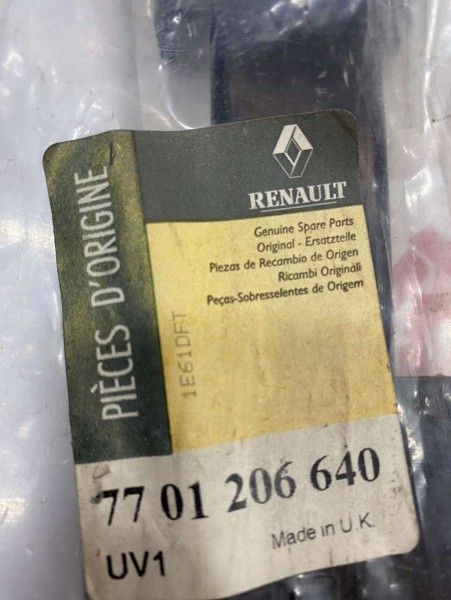 PIÈCES D'ORIGINE
RENAULT
Genuine Spare Parts
Original - Ersatzteile
Piezas de Recambio de Origen
Ricambi Originali
Peças-Sobresselentes de Origem
1E61DFT
77 01 206 640
Made in U.K.
UV1